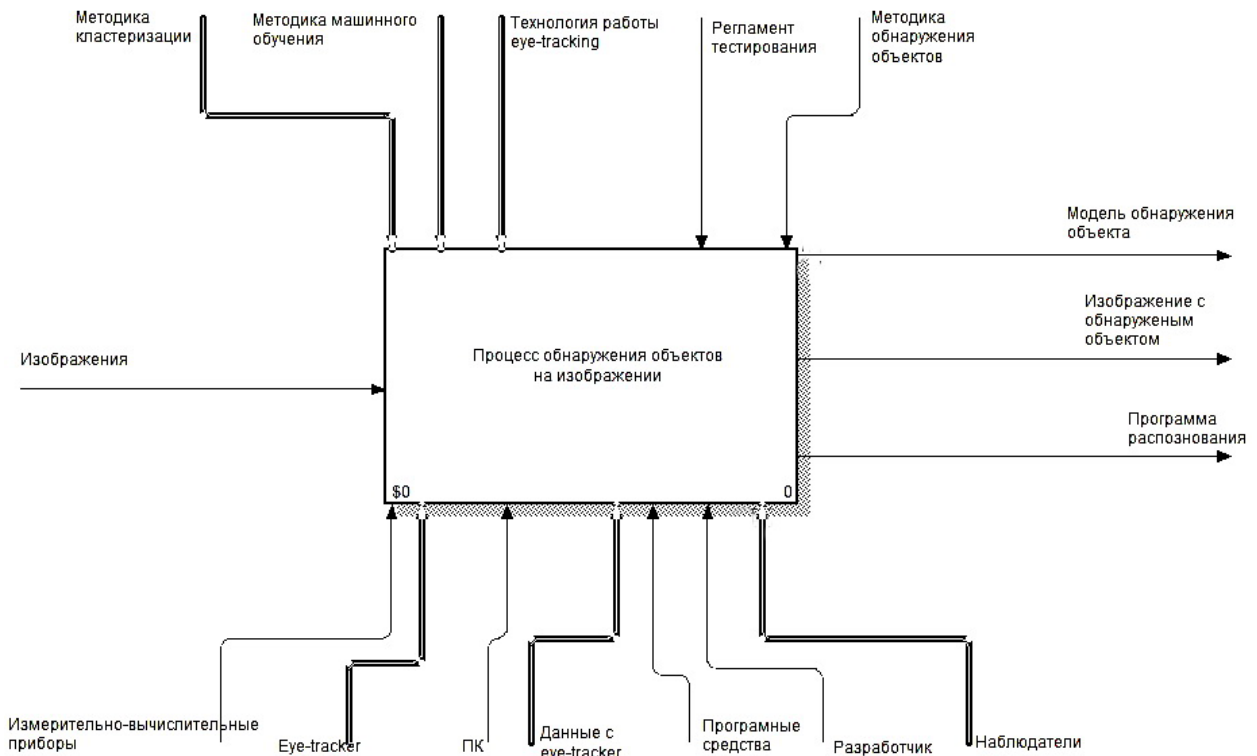 Методика
кластеризации
Методика машинного
обучения
Технология работы
eye-tracking
Регламент
тестирования
Методика
обнаружения
объектов
Модель обнаружения
объекта
Изображение с
обнаруженым
объектом
Изображения
Процесс обнаружения объектов
на изображении
Программа
распознования
$0
0
Измерительно-вычислительные
приборы
Eye-tracker
ПК
Данные с
eye-tracker
Програмные
средства
Разработчик
Наблюдатели